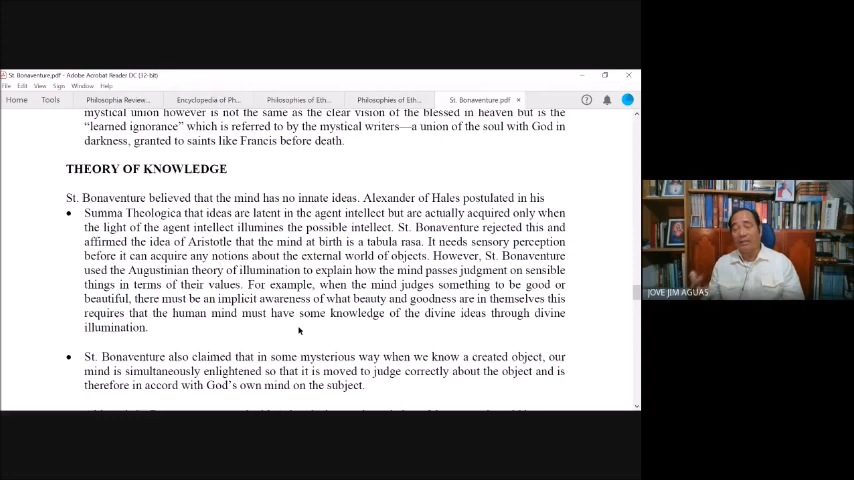 St. Bonaventure.pdf - Adobe Acrobat Reader DC (32-bit)
File Edit View Sign Window Help
Home Tools Philosophia Review... Encyclopedia of Ph... Philosophies of Eth... Philosophies of Eth... St. Bonaventure.pdf ×
mystical union however is not the same as the clear vision of the blessed in heaven but is the
“learned ignorance” which is referred to by the mystical writers—a union of the soul with God in
darkness, granted to saints like Francis before death.
THEORY OF KNOWLEDGE
St. Bonaventure believed that the mind has no innate ideas. Alexander of Hales postulated in his
• Summa Theologica that ideas are latent in the agent intellect but are actually acquired only when
the light of the agent intellect illumines the possible intellect. St. Bonaventure rejected this and
affirmed the idea of Aristotle that the mind at birth is a tabula rasa. It needs sensory perception
before it can acquire any notions about the external world of objects. However, St. Bonaventure
used the Augustinian theory of illumination to explain how the mind passes judgment on sensible
things in terms of their values. For example, when the mind judges something to be good or
beautiful, there must be an implicit awareness of what beauty and goodness are in themselves this
requires that the human mind must have some knowledge of the divine ideas through divine
illumination.
• St. Bonaventure also claimed that in some mysterious way when we know a created object, our
mind is simultaneously enlightened so that it is moved to judge correctly about the object and is
therefore in accord with God’s own mind on the subject.
JOVE JIM AGUAS